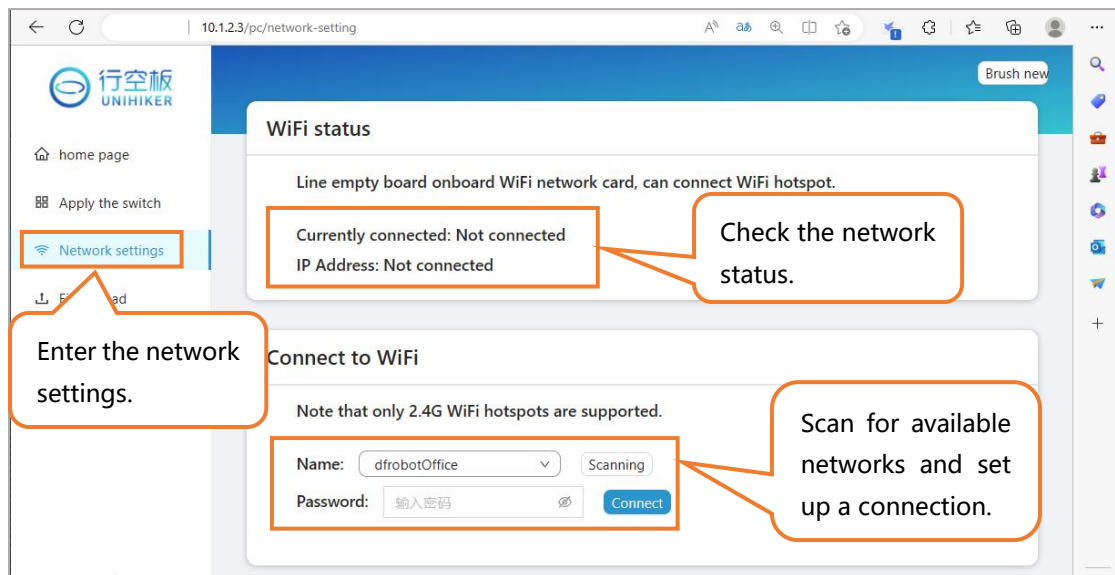 10.1.2.3/pc/network-setting
行空板
UNIHIKER
Brush new
home page
Apply the switch
Network settings
ad
Enter the network
settings.
WiFi status
Line empty board onboard WiFi network card, can connect WiFi hotspot.
Currently connected: Not connected
IP Address: Not connected
Check the network
status.
Connect to WiFi
Note that only 2.4G WiFi hotspots are supported.
Name: dfrobotOffice Scanning
Password: 输入密码 Connect
Scan for available
networks and set
up a connection.